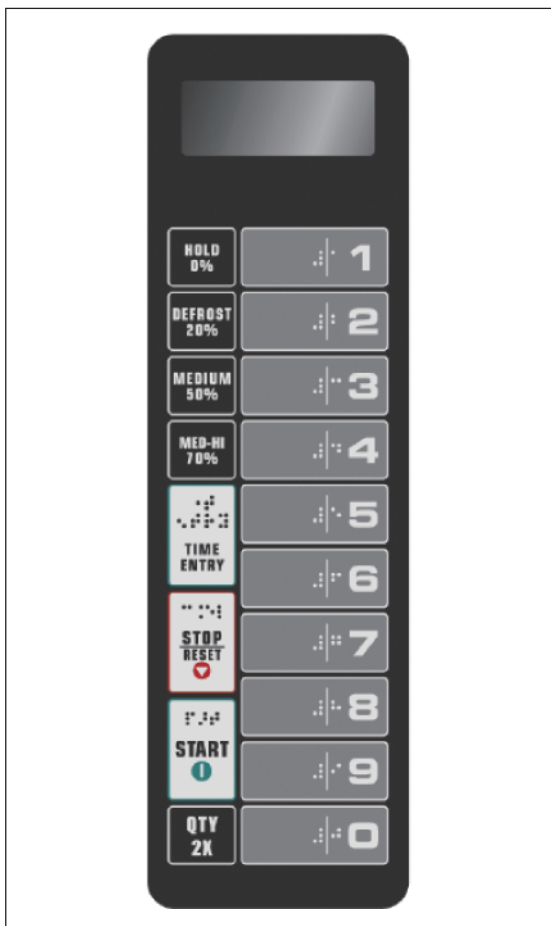 HOLD
0%
1
DEFROST
20%
2
MEDIUM
50%
3
MED-HI
70%
4
TIME
ENTRY
5
6
STOP
RESET
7
8
START
9
QTY
2X
0